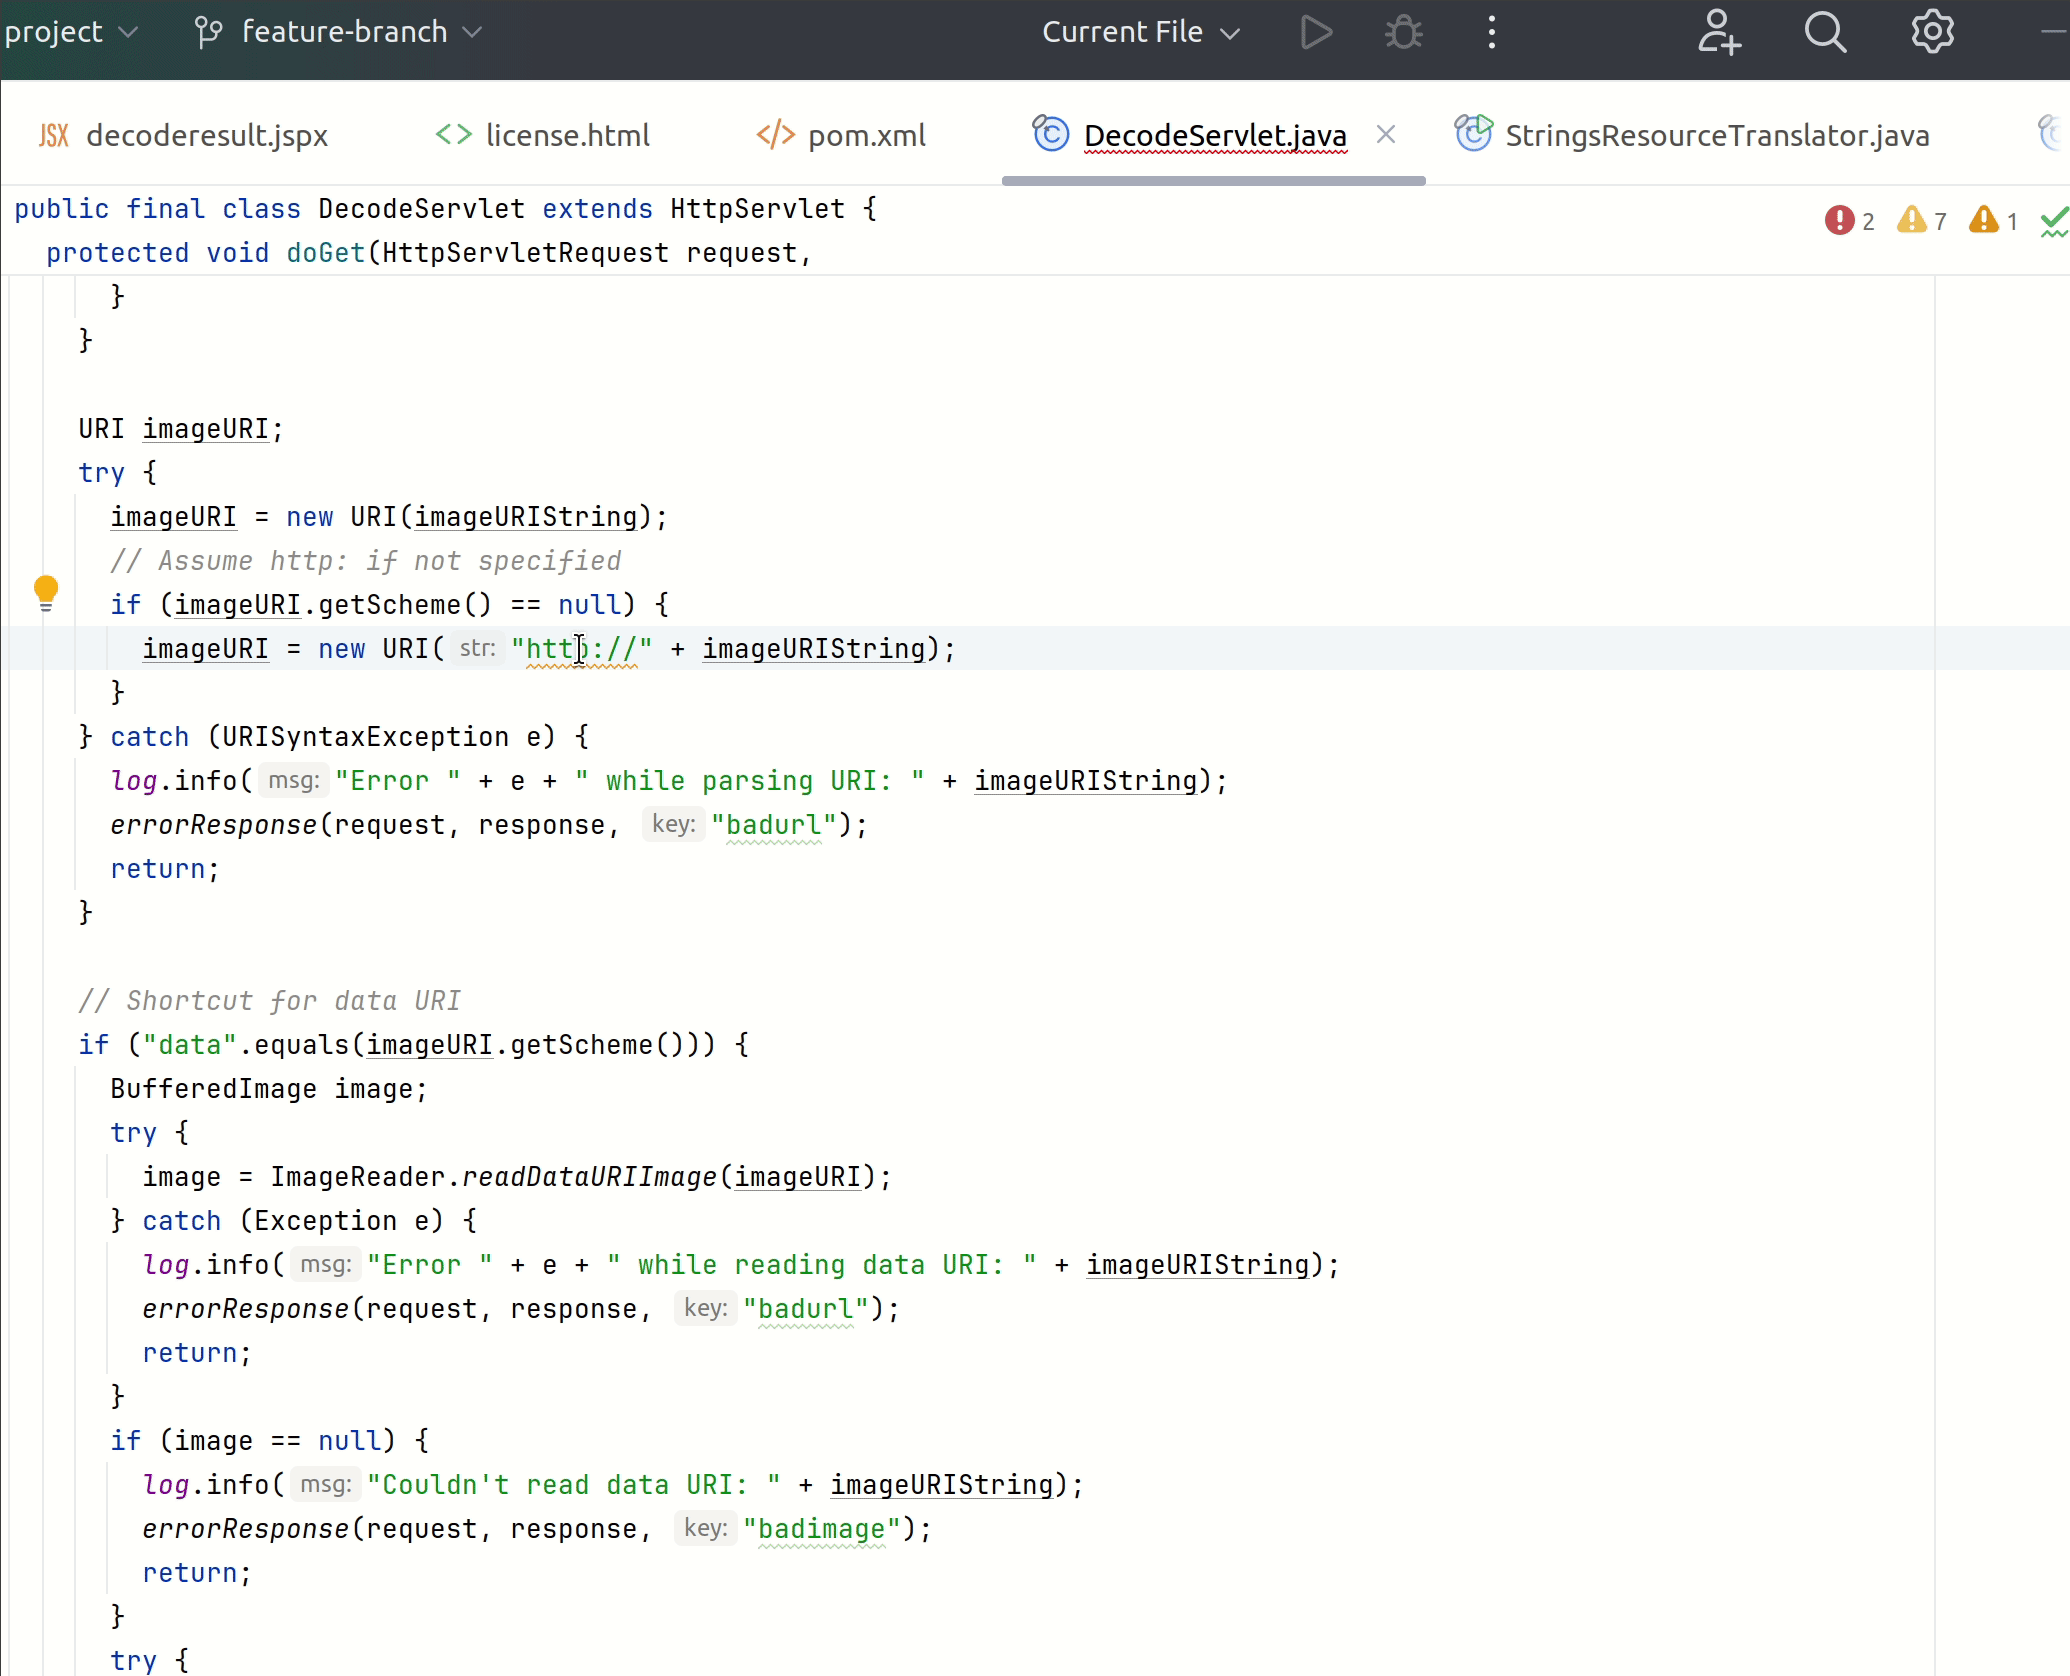 project feature-branch Current File
JSX decoderesult.jspx <> license.html </> pom.xml DecodeServlet.java StringsResourceTranslator.java
public final class DecodeServlet extends HttpServlet { 2 7 1
protected void doGet(HttpServletRequest request,
}
}
URI imageURI;
try {
imageURI = new URI(imageURIString);
// Assume http: if not specified
if (imageURI.getScheme() == null) {
imageURI = new URI( str: "http://" + imageURIString);
}
} catch (URISyntaxException e) {
log.info( msg: "Error " + e + " while parsing URI: " + imageURIString);
errorResponse(request, response, key: "badurl");
return;
}
// Shortcut for data URI
if ("data".equals(imageURI.getScheme())) {
BufferedImage image;
try {
image = ImageReader.readDataURIImage(imageURI);
} catch (Exception e) {
log.info( msg: "Error " + e + " while reading data URI: " + imageURIString);
errorResponse(request, response, key: "badurl");
return;
}
if (image == null) {
log.info( msg: "Couldn't read data URI: " + imageURIString);
errorResponse(request, response, key: "badimage");
return;
}
try {